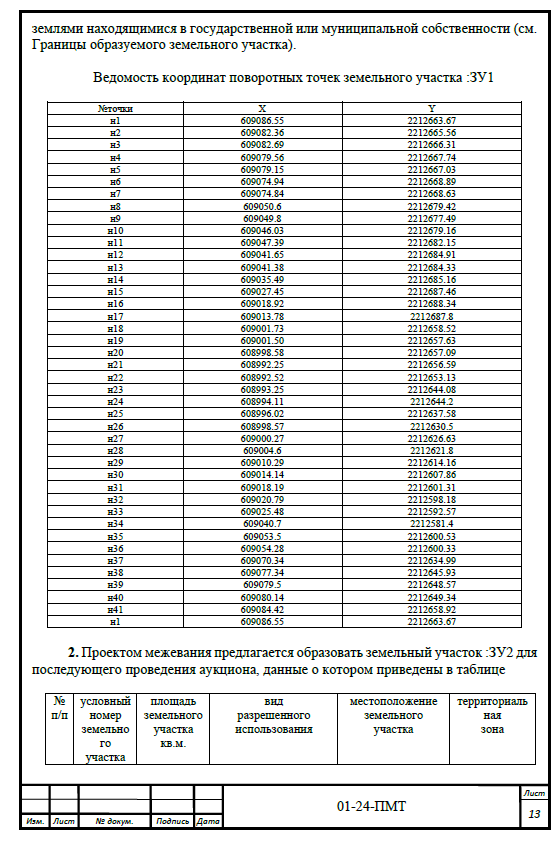 землями находящимися в государственной или муниципальной собственности (см.
Границы образуемого земельного участка).
Ведомость координат поворотных точек земельного участка :ЗУ1
№точки X Y
н1 609086.55 2212663.67
н2 609082.36 2212665.56
н3 609082.69 2212666.31
н4 609079.56 2212667.74
н5 609079.15 2212667.03
н6 609074.94 2212668.89
н7 609074.84 2212668.63
н8 609050.6 2212679.42
н9 609049.8 2212677.49
н10 609046.03 2212679.16
н11 609047.39 2212682.15
н12 609041.65 2212684.91
н13 609041.38 2212684.33
н14 609035.49 2212685.16
н15 609027.45 2212687.46
н16 609018.92 2212688.34
н17 609013.78 2212687.8
н18 609001.73 2212658.52
н19 609001.50 2212657.63
н20 608998.58 2212657.09
н21 608992.25 2212656.59
н22 608992.52 2212653.13
н23 608993.25 2212644.08
н24 608994.11 2212644.2
н25 608996.02 2212637.58
н26 608998.57 2212630.5
н27 609000.27 2212626.63
н28 609004.6 2212621.8
н29 609010.29 2212614.16
н30 609014.14 2212607.86
н31 609018.19 2212601.31
н32 609020.79 2212598.18
н33 609025.48 2212592.57
н34 609040.7 2212581.4
н35 609053.5 2212600.53
н36 609054.28 2212600.33
н37 609070.34 2212634.99
н38 609077.34 2212645.93
н39 609079.5 2212648.57
н40 609080.14 2212649.34
н41 609084.42 2212658.92
н1 609086.55 2212663.67
2. Проектом межевания предлагается образовать земельный участок :ЗУ2 для
последующего проведения аукциона, данные о котором приведены в таблице
№ условный площадь вид местоположение территориаль
п/п номер земельного разрешенного земельного ная
земельно участка использования участка зона
го кв.м.
участка
01-24-ПМТ
Лист
13
Изм. Лист № докум. Подпись Дата